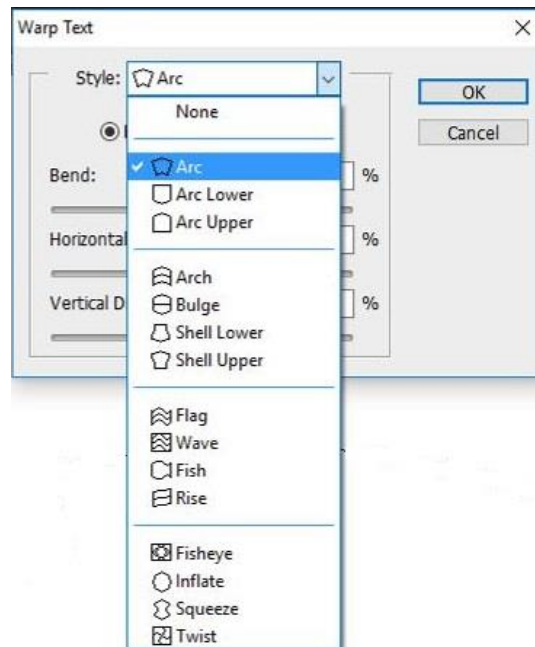 Warp Text
Style: Arc
OK
None
Cancel
Arc
Bend: %
Arc Lower
Arc Upper
Horizontal %
Arch
Bulge
Vertical D %
Shell Lower
Shell Upper
Flag
Wave
Fish
Rise
Fisheye
Inflate
Squeeze
Twist